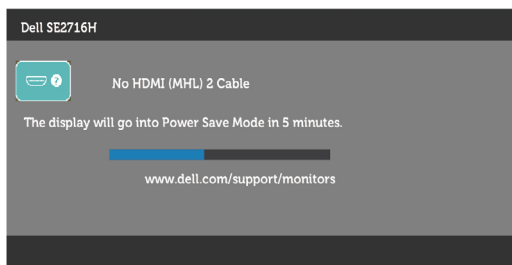 Dell SE2716H
?
No HDMI (MHL) 2 Cable
The display will go into Power Save Mode in 5 minutes.
www.dell.com/support/monitors